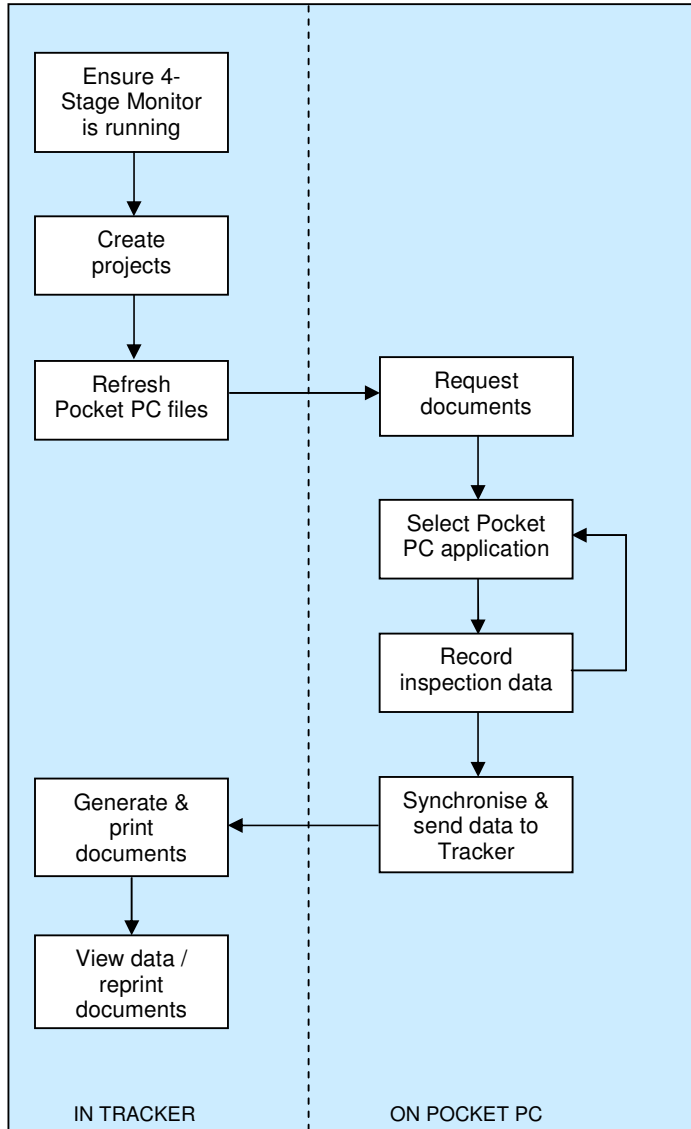 Ensure 4-
Stage Monitor
is running
Create
projects
Refresh
Pocket PC files
Request
documents
Select Pocket
PC application
Record
inspection data
Synchronise &
send data to
Tracker
Generate &
print
documents
View data /
reprint
documents
IN TRACKER
ON POCKET PC